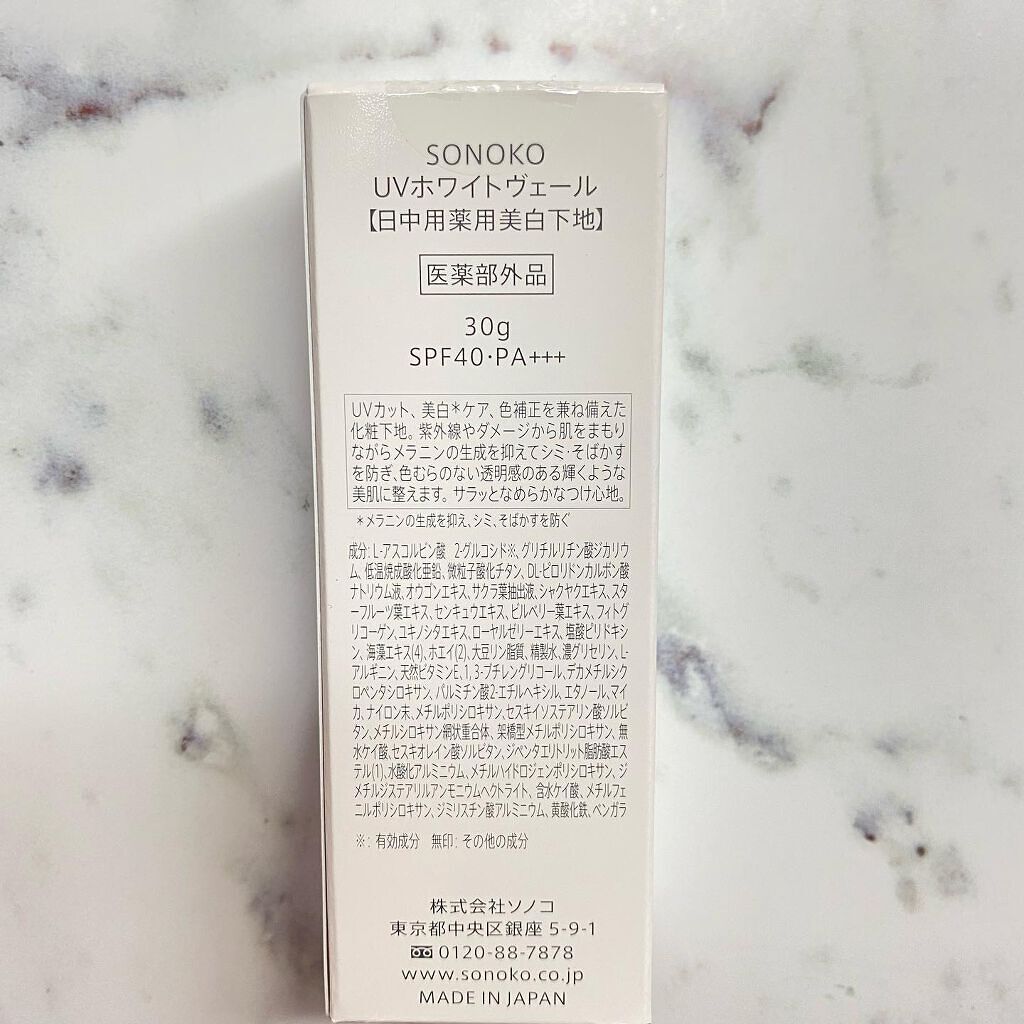 SONOKO
UVホワイトヴェール
【日中用薬用美白下地】
医薬部外品
30g
SPF40・PA+++
UVカット、美白＊ケア、色補正を兼ね備えた
化粧下地。紫外線やダメージから肌をまもり
ながらメラニンの生成を抑えてシミ・そばかす
を防ぎ、色むらのない透明感のある輝くような
美肌に整えます。サラッとなめらかなつけ心地。
＊メラニンの生成を抑え、シミ、そばかすを防ぐ
成分：L-アスコルビン酸 2-グルコシド※、グリチルリチン酸ジカリウ
ム、低温焼成酸化亜鉛、微粒子酸化チタン、DL-ピロリドンカルボン酸
ナトリウム液、オウゴンエキス、サクラ葉抽出液、シャクヤクエキス、スタ
ーフルーツ葉エキス、センキュウエキス、ビルベリー葉エキス、フィトグ
リコーゲン、ユキノシタエキス、ローヤルゼリーエキス、塩酸ピリドキシ
ン、海藻エキス(4)、ホエイ(2)、大豆リン脂質、精製水、濃グリセリン、L-
アルギニン、天然ビタミンE、1,3-ブチレングリコール、デカメチルシク
ロペンタシロキサン、パルミチン酸2-エチルヘキシル、エタノール、マイ
カ、ナイロン末、メチルポリシロキサン、セスキイソステアリン酸ソルビ
タン、メチルシロキサン網状重合体、架橋型メチルポリシロキサン、無
水ケイ酸、セスキオレイン酸ソルビタン、ジペンタエリトリット脂肪酸エス
テル(1)、水酸化アルミニウム、メチルハイドロジェンポリシロキサン、ジ
メチルジステアリルアンモニウムヘクトライト、含水ケイ酸、メチルフェ
ニルポリシロキサン、ジミリスチン酸アルミニウム、黄酸化鉄、ベンガラ
※：有効成分 無印：その他の成分
株式会社ソノコ
東京都中央区銀座 5-9-1
0120-88-7878
www.sonoko.co.jp
MADE IN JAPAN